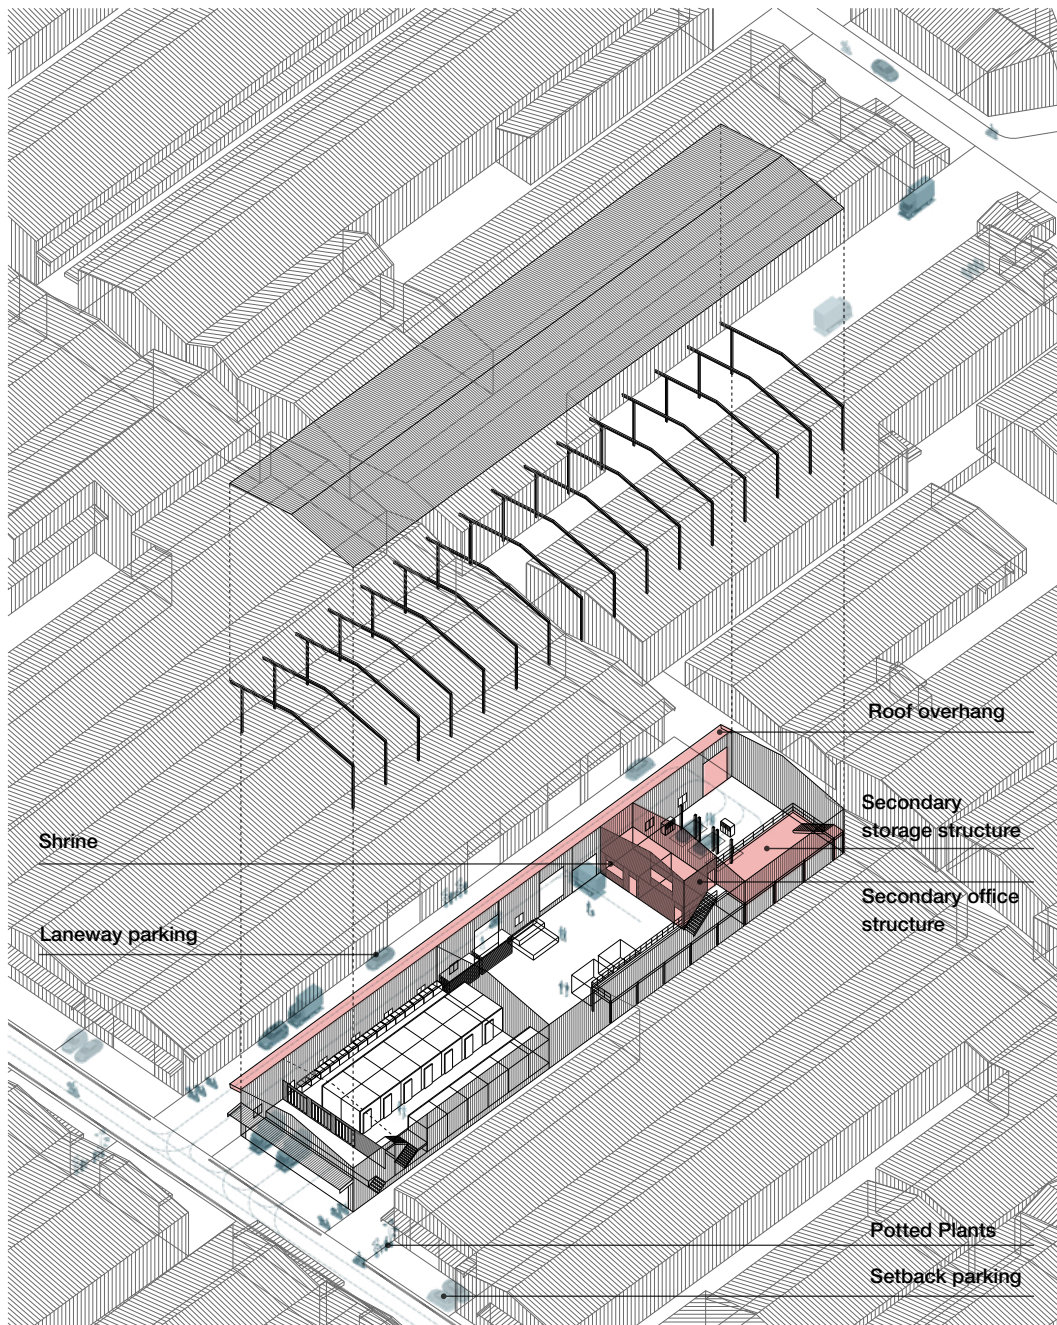 Roof overhang
Secondary
storage structure
Shrine
Secondary office
structure
Laneway parking
Potted Plants
Setback parking